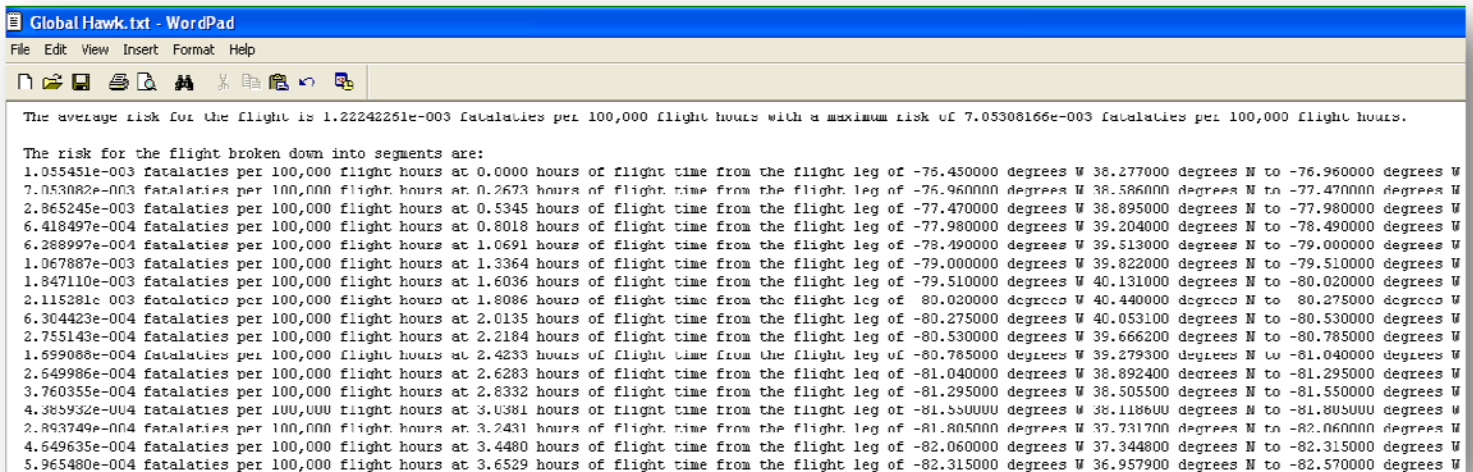 Global Hawk.txt - WordPad
File Edit View Insert Format Help
The average risk for the flight is 1.22242261e-003 fatalaties per 100,000 flight hours with a maximum risk of 7.05308166e-003 fatalaties per 100,000 flight hours.
The risk for the flight broken down into segments are:
1.055451e-003 fatalaties per 100,000 flight hours at 0.0000 hours of flight time from the flight leg of -76.450000 degrees W 38.277000 degrees N to -76.960000 degrees W
7.053082e-003 fatalaties per 100,000 flight hours at 0.2673 hours of flight time from the flight leg of -76.960000 degrees W 38.586000 degrees N to -77.470000 degrees W
2.865245e-003 fatalaties per 100,000 flight hours at 0.5345 hours of flight time from the flight leg of -77.470000 degrees W 38.895000 degrees N to -77.980000 degrees W
6.418497e-004 fatalaties per 100,000 flight hours at 0.8018 hours of flight time from the flight leg of -77.980000 degrees W 39.204000 degrees N to -78.490000 degrees W
6.288997e-004 fatalaties per 100,000 flight hours at 1.0691 hours of flight time from the flight leg of -78.490000 degrees W 39.513000 degrees N to -79.000000 degrees W
1.067887e-003 fatalaties per 100,000 flight hours at 1.3364 hours of flight time from the flight leg of -79.000000 degrees W 39.822000 degrees N to -79.510000 degrees W
1.847110e-003 fatalaties per 100,000 flight hours at 1.6036 hours of flight time from the flight leg of -79.510000 degrees W 40.131000 degrees N to -80.020000 degrees W
2.115281e 003 fatalaties per 100,000 flight hours at 1.8086 hours of flight time from the flight leg of 80.020000 degrees W 40.440000 degrees N to 80.275000 degrees W
6.304423e-004 fatalaties per 100,000 flight hours at 2.0135 hours of flight time from the flight leg of -80.275000 degrees W 40.053100 degrees N to -80.530000 degrees W
2.755143e-004 fatalaties per 100,000 flight hours at 2.2184 hours of flight time from the flight leg of -80.530000 degrees W 39.666200 degrees N to -80.785000 degrees W
1.699088e-004 fatalaties per 100,000 flight hours at 2.4233 hours of flight time from the flight leg of -80.785000 degrees W 39.279300 degrees N to -81.040000 degrees W
2.649986e-004 fatalaties per 100,000 flight hours at 2.6283 hours of flight time from the flight leg of -81.040000 degrees W 38.892400 degrees N to -81.295000 degrees W
3.760355e-004 fatalaties per 100,000 flight hours at 2.8332 hours of flight time from the flight leg of -81.295000 degrees W 38.505500 degrees N to -81.550000 degrees W
4.385932e-004 fatalaties per 100,000 flight hours at 3.0381 hours of flight time from the flight leg of -81.550000 degrees W 38.118600 degrees N to -81.805000 degrees W
2.893749e-004 fatalaties per 100,000 flight hours at 3.2431 hours of flight time from the flight leg of -81.805000 degrees W 37.731700 degrees N to -82.060000 degrees W
4.649635e-004 fatalaties per 100,000 flight hours at 3.4480 hours of flight time from the flight leg of -82.060000 degrees W 37.344800 degrees N to -82.315000 degrees W
5.965480e-004 fatalaties per 100,000 flight hours at 3.6529 hours of flight time from the flight leg of -82.315000 degrees W 36.957900 degrees N to -82.570000 degrees W